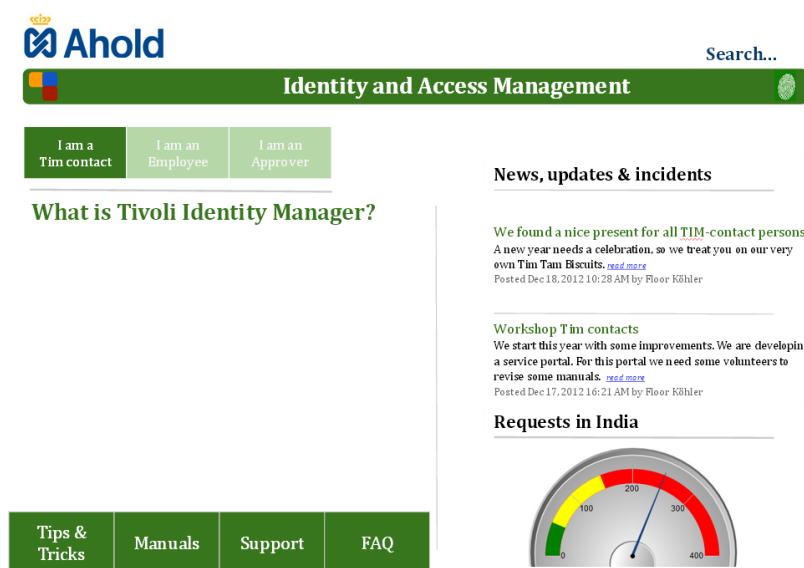 Ahold
Search...
Identity and Access Management
I am a
Tim contact
I am an
Employee
I am an
Approver
What is Tivoli Identity Manager?
News, updates & incidents
We found a nice present for all TIM-contact persons
A new year needs a celebration, so we treat you on our very
own Tim Tam Biscuits. read more
Posted Dec 18, 2012 10:28 AM by Floor Köhler
Workshop Tim contacts
We start this year with some improvements. We are developin
a service portal. For this portal we need some volunteers to
revise some manuals. read more
Posted Dec 17, 2012 16:21 AM by Floor Köhler
Requests in India
0
100
200
300
400
Tips &
Tricks
Manuals
Support
FAQ